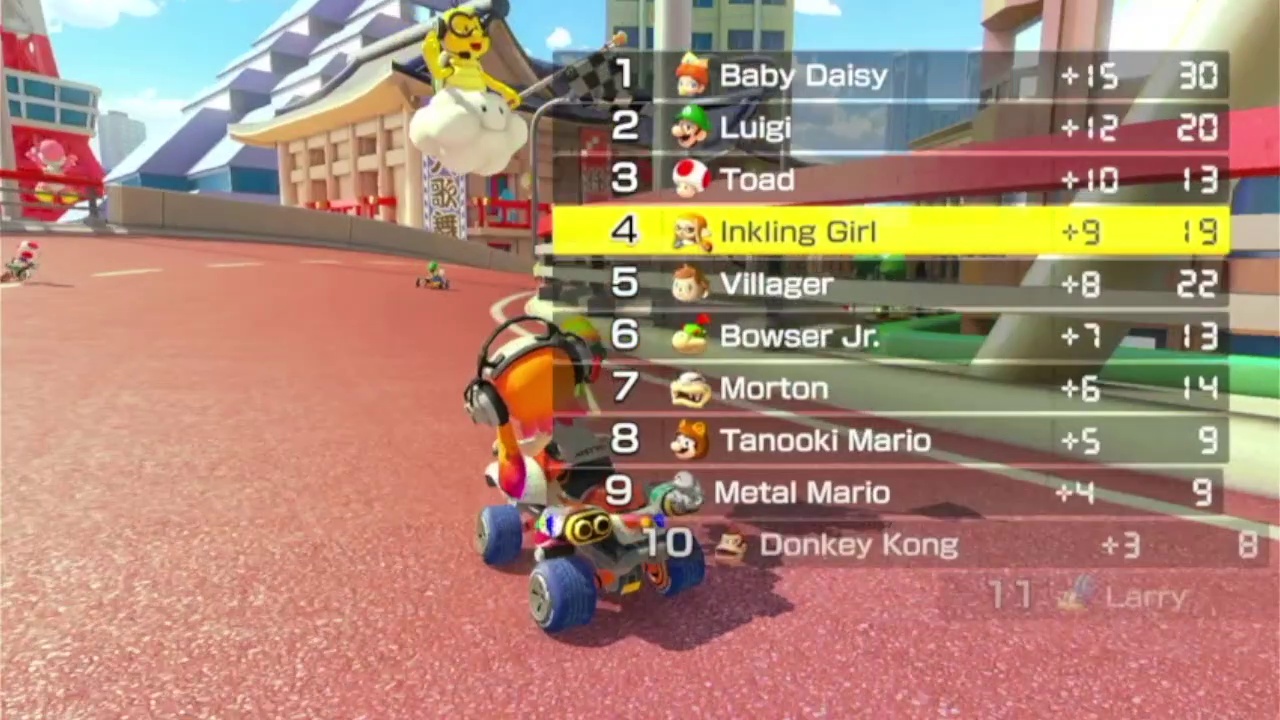 1 Baby Daisy +15 30
2 Luigi +12 20
3 Toad +10 13
4 Inkling Girl +9 19
5 Villager +8 22
6 Bowser Jr. +7 13
7 Morton +6 14
8 Tanooki Mario +5 9
9 Metal Mario +4 9
10 Donkey Kong +3 8
11 Larry
歌舞